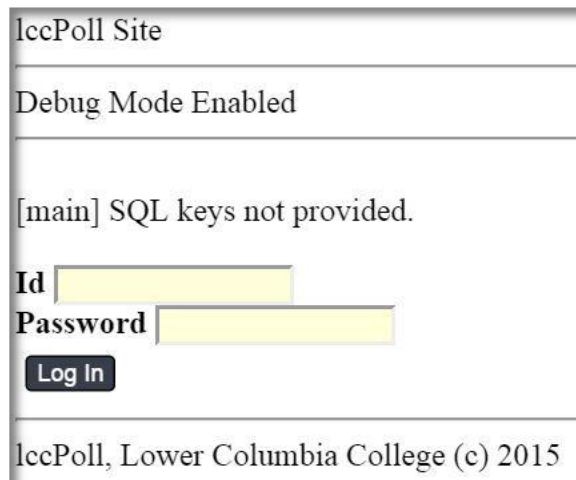 lccPoll Site
Debug Mode Enabled
[main] SQL keys not provided.
Id
Password
Log In
lccPoll, Lower Columbia College (c) 2015